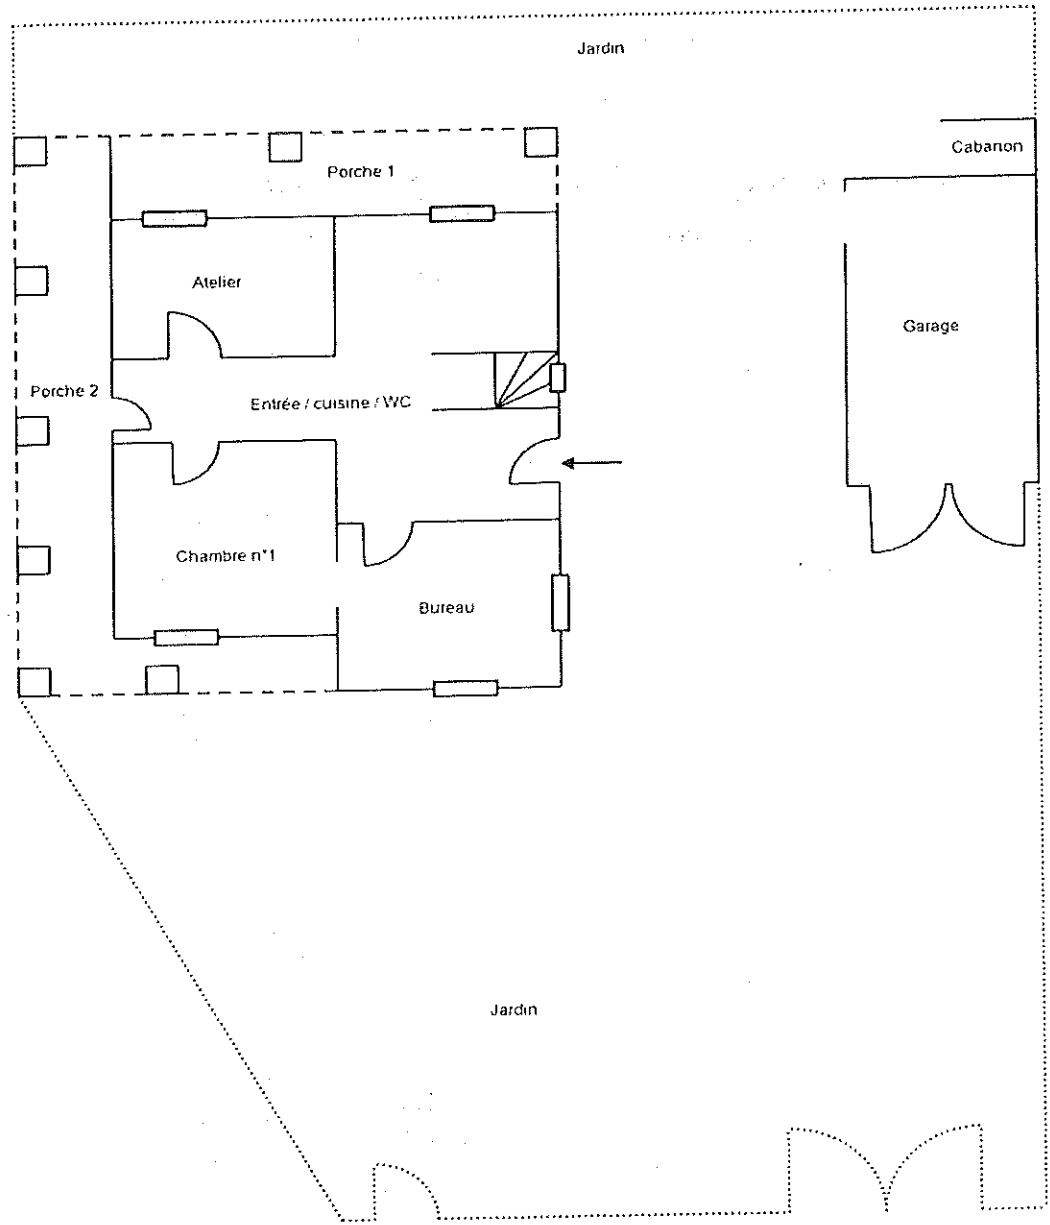 Jardin
Cabanon
Porche 1
Atelier
Garage
Porche 2
Entrée / cuisine / WC
Chambre n°1
Bureau
Jardin